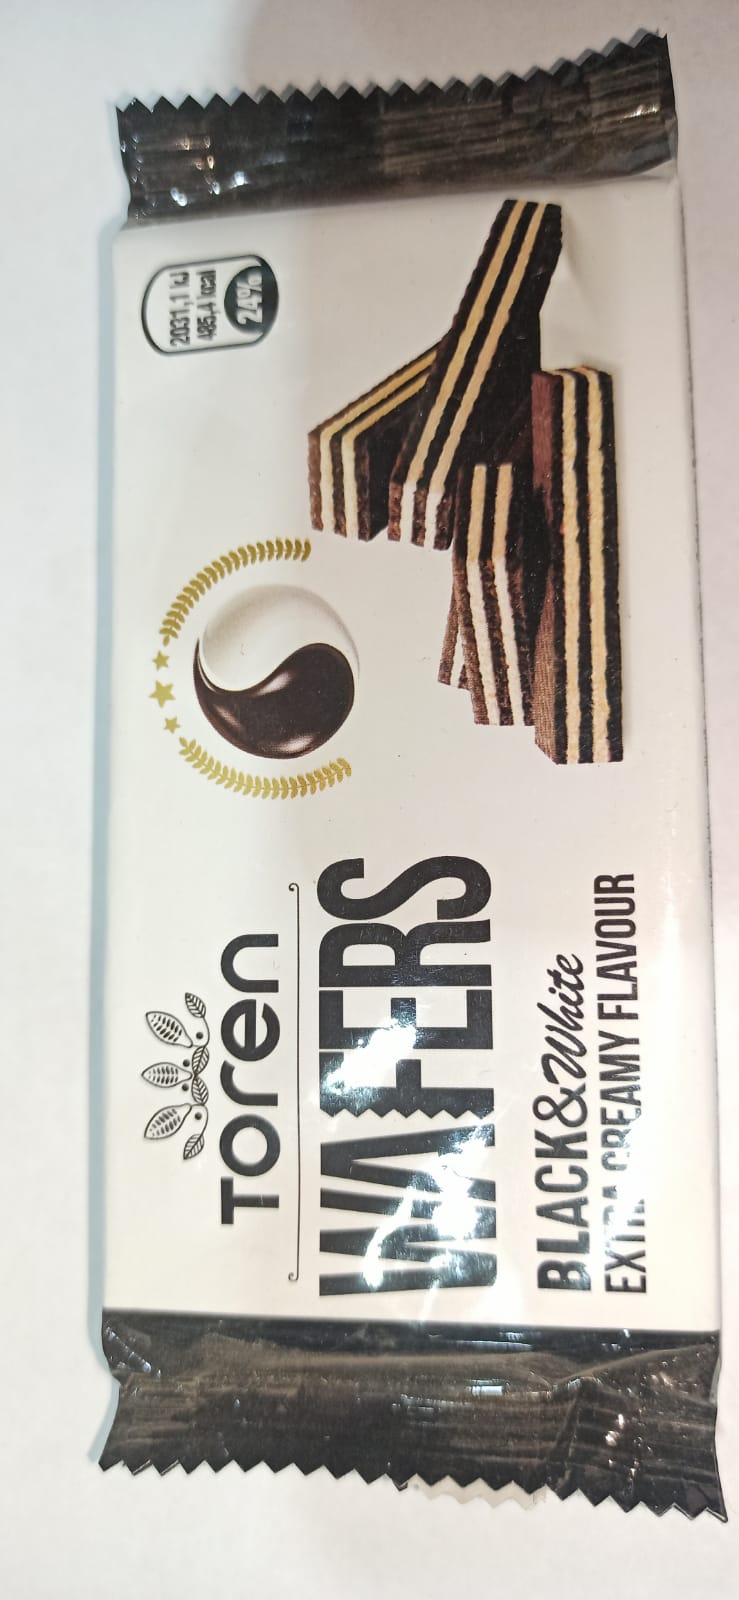 Toren
WAFERS
BLACK & White
EXTRA CREAMY FLAVOUR
2031,1 kJ
485,4 kcal
24%